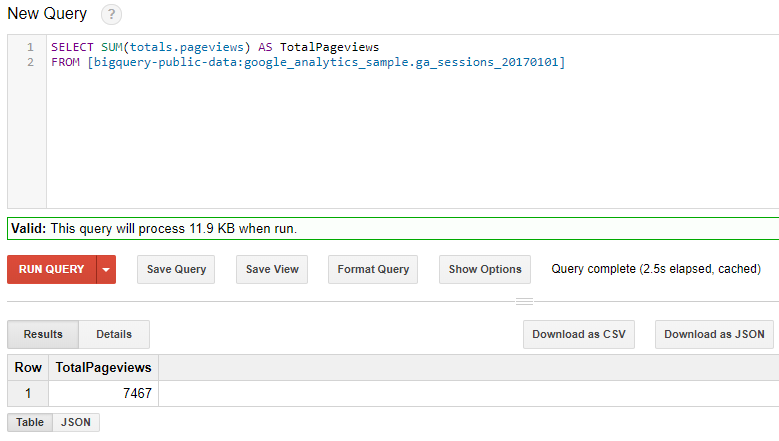 New Query ?
1 SELECT SUM(totals.pageviews) AS TotalPageviews
2 FROM [bigquery-public-data:google_analytics_sample.ga_sessions_20170101]
Valid: This query will process 11.9 KB when run.
RUN QUERY Save Query Save View Format Query Show Options Query complete (2.5s elapsed, cached)
Results Details Download as CSV Download as JSON
Row TotalPageviews
1 7467
Table JSON